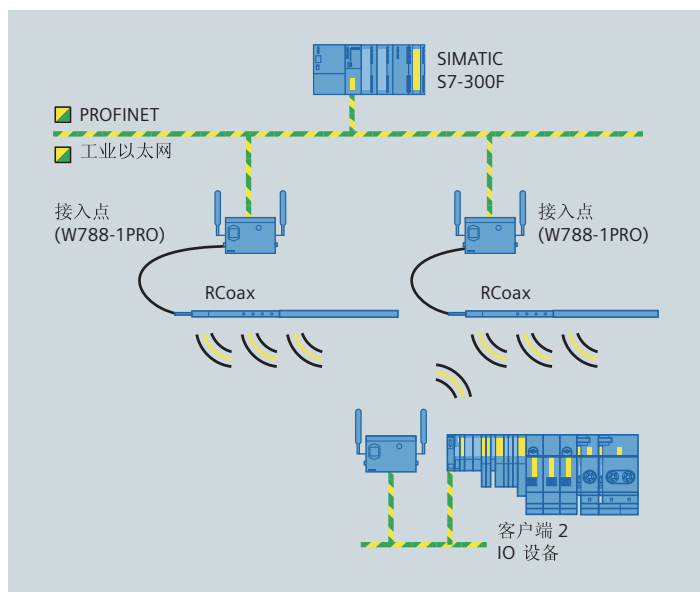 SIMATIC
S7-300F
PROFINET
工业以太网
接入点
(W788-1PRO)
接入点
(W788-1PRO)
RCoax
RCoax
客户端 2
IO 设备